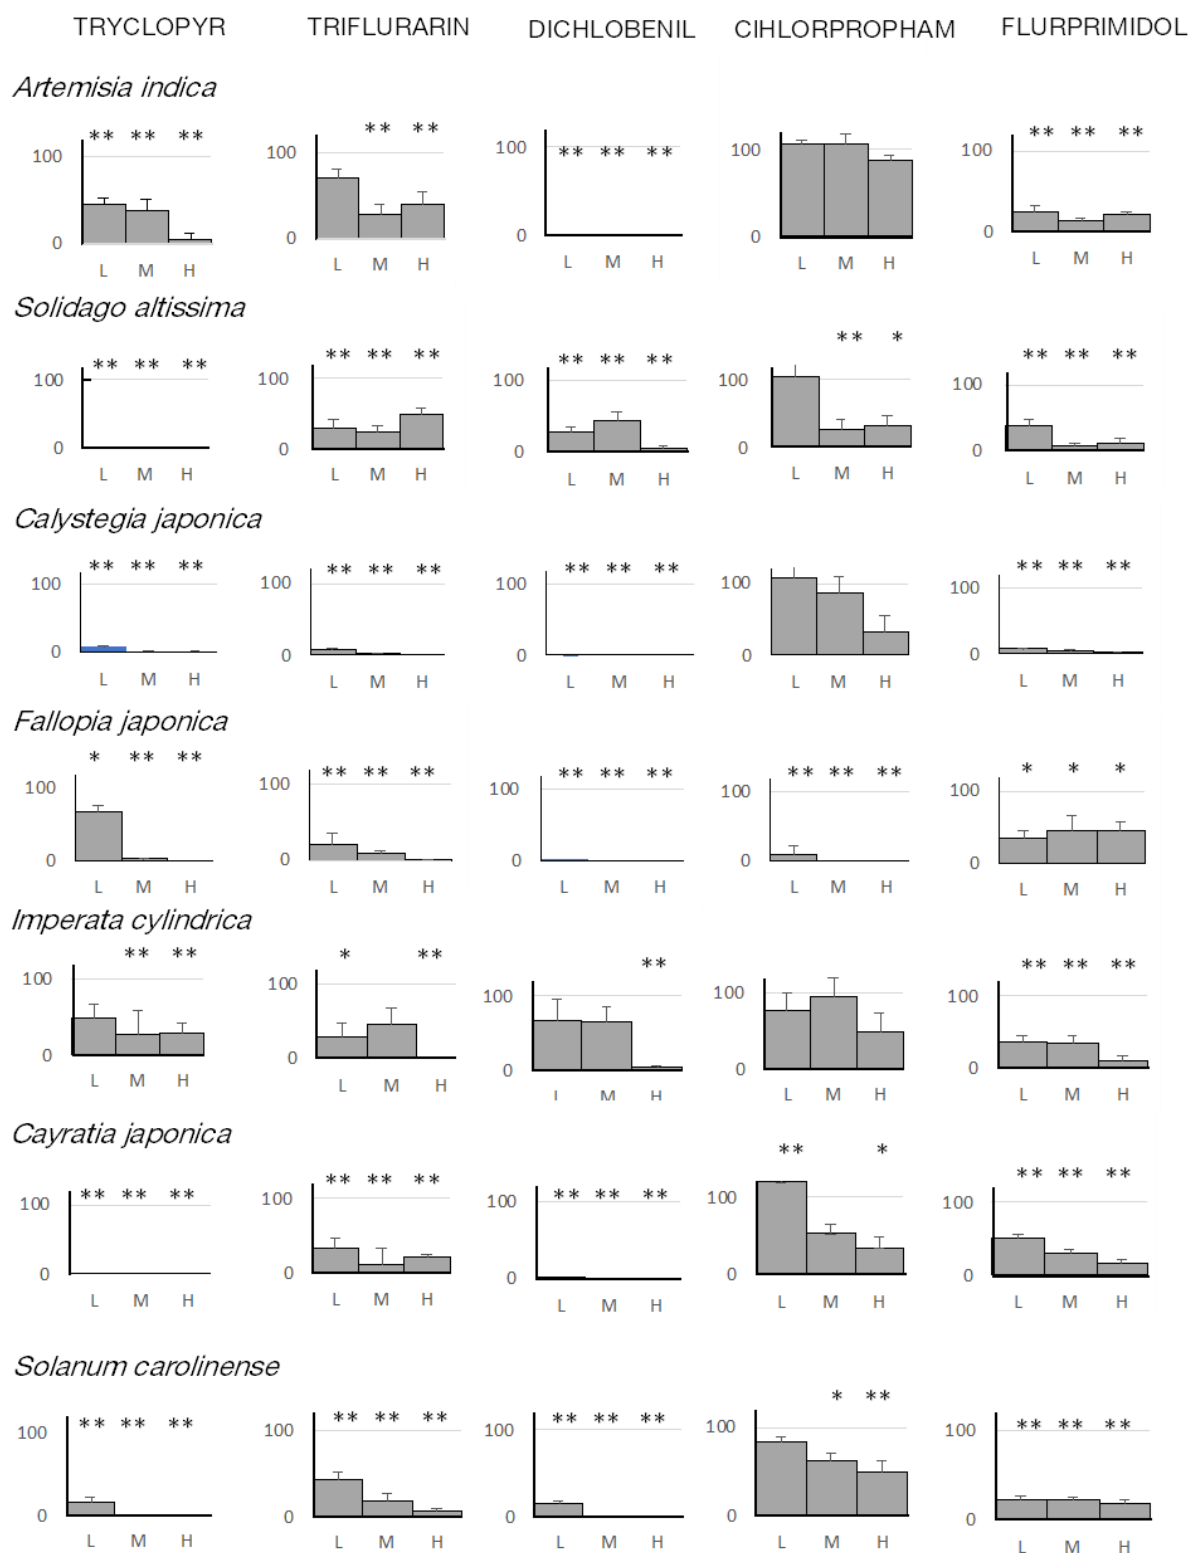 TRYCLOPYR TRIFLURARIN DICHLOBENIL CIHLORPROPHAM FLURPRIMIDOL
Artemisia indica
** ** ** ** ** ** ** ** ** ** **
100 100 100 100 100
0 0 0 0 0
L M H L M H L M H L M H L M H
Solidago altissima
** ** ** ** ** ** ** ** ** ** * ** ** **
100 100 100 100 100
0 0 0 0 0
L M H L M H L M H L M H L M H
Calystegia japonica
** ** ** ** ** ** ** ** ** ** ** **
100 100 100 100 100
0 0 0 0 0
L M H L M H L M H L M H L M H
Fallopia japonica
* ** ** ** ** ** ** ** ** ** ** ** * * *
100 100 100 100 100
0 0 0 0 0
L M H L M H L M H L M H L M H
Imperata cylindrica
** ** * ** ** ** ** **
100 100 100 100 100
0 0 0 0 0
L M H L M H L M H L M H L M H
Cayratia japonica
** ** ** ** ** ** ** ** ** ** * ** ** **
100 100 100 100 100
0 0 0 0 0
L M H L M H L M H L M H L M H
Solanum carolinense
** ** ** ** ** ** ** ** ** * ** ** ** **
100 100 100 100 100
0 0 0 0 0
L M H L M H L M H L M H L M H